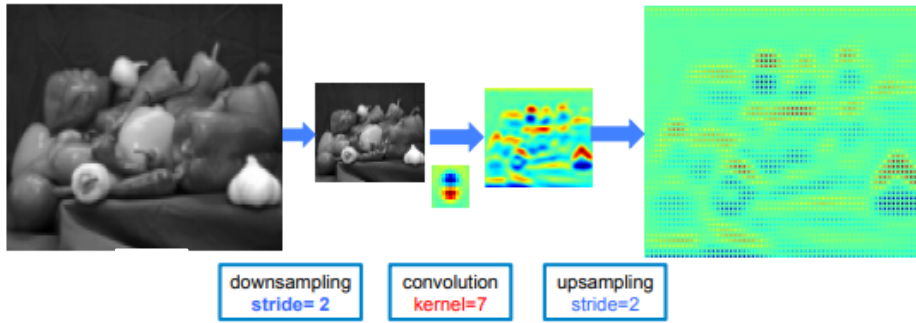 downsampling
stride= 2
convolution
kernel=7
upsampling
stride=2